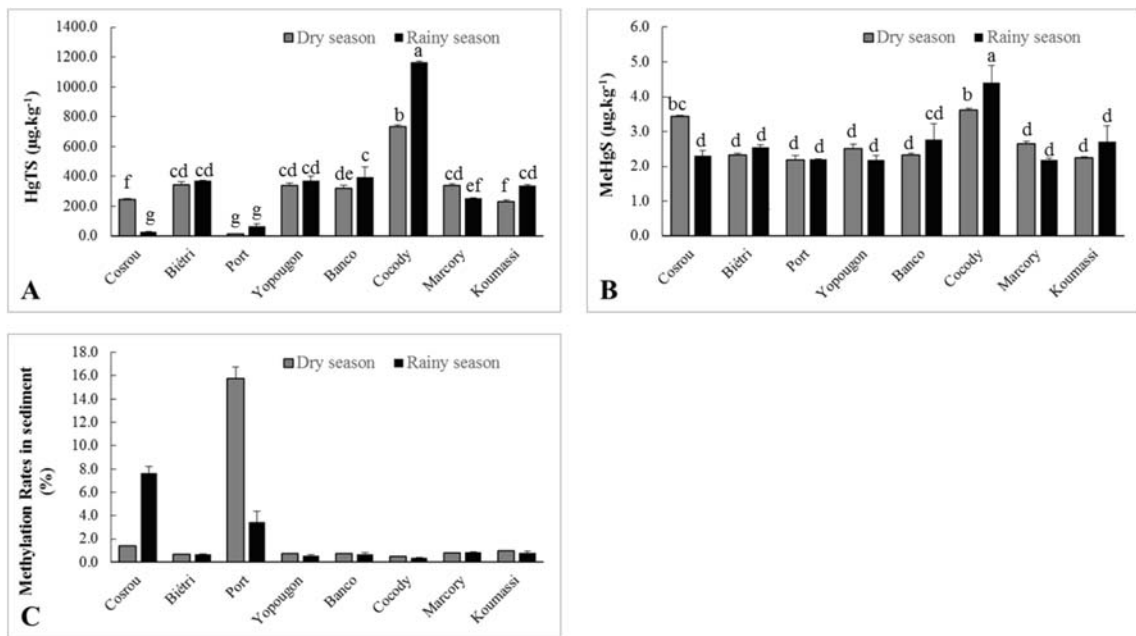 1400.0
1200.0
1000.0
800.0
600.0
400.0
200.0
0.0
HgTS (µg.kg⁻¹)
Dry season Rainy season
f g cd cd g g cd cd de c b a cd ef f cd
Cosrou Biétri Port Yopougon Banco Cocody Marcory Koumassi
A
6.0
5.0
4.0
3.0
2.0
1.0
0.0
MeHgS (µg.kg⁻¹)
Dry season Rainy season
bc d d d d d d d d cd b a d d d d
Cosrou Biétri Port Yopougon Banco Cocody Marcory Koumassi
B
18.0
16.0
14.0
12.0
10.0
8.0
6.0
4.0
2.0
0.0
Methylation Rates in sediment
(%)
Dry season Rainy season
Cosrou Biétri Port Yopougon Banco Cocody Marcory Koumassi
C